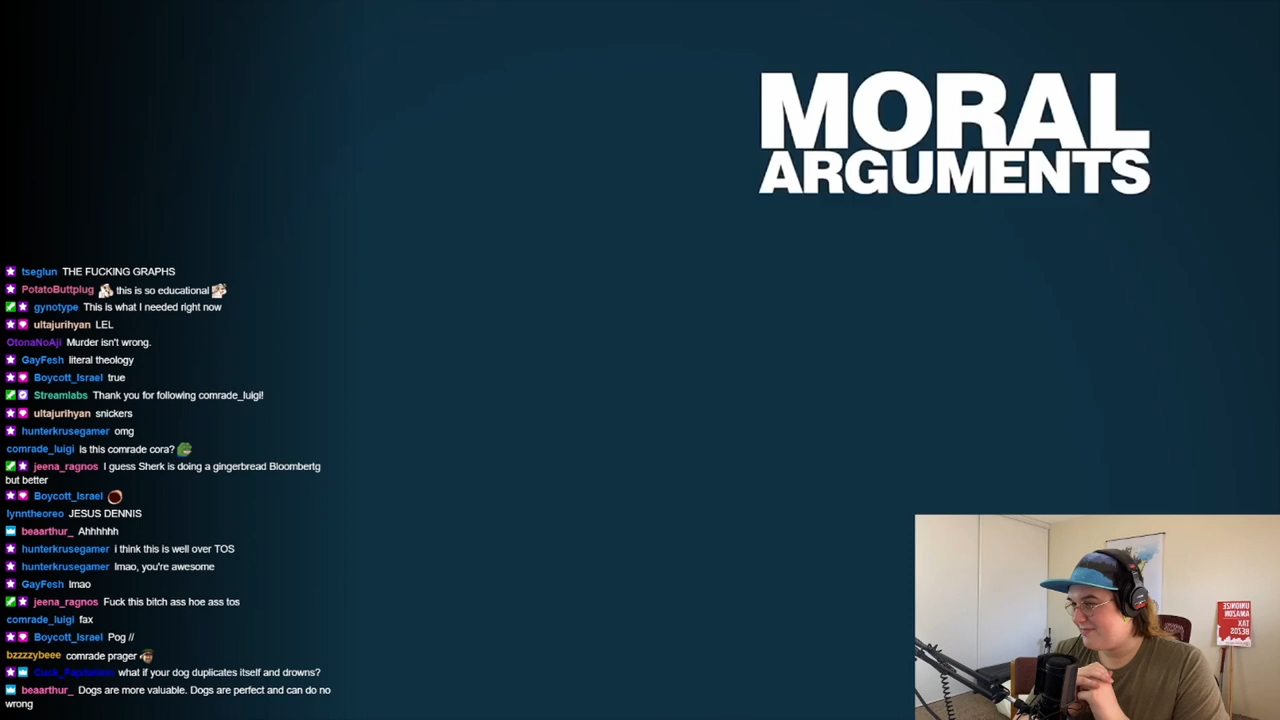 MORAL
ARGUMENTS
tseglun THE FUCKING GRAPHS
PotatoButtplug this is so educational
gynotype This is what I needed right now
ultajurihyan LEL
OtonaNoAji Murder isn't wrong.
GayFesh literal theology
Boycott_Israel true
Streamlabs Thank you for following comrade_luigi!
ultajurihyan snickers
hunterkrusegamer omg
comrade_luigi Is this comrade cora?
jeena_ragnos I guess Sherk is doing a gingerbread Bloombertg
but better
Boycott_Israel
lynntheoreo JESUS DENNIS
beaarthur_ Ahhhhhh
hunterkrusegamer i think this is well over TOS
hunterkrusegamer lmao, you're awesome
GayFesh lmao
jeena_ragnos Fuck this bitch ass hoe ass tos
comrade_luigi fax
Boycott_Israel Pog //
bzzzzybeee comrade prager
what if your dog duplicates itself and drowns?
beaarthur_ Dogs are more valuable. Dogs are perfect and can do no
wrong
UNIONIZE
AMAZON
TAX
BEZOS